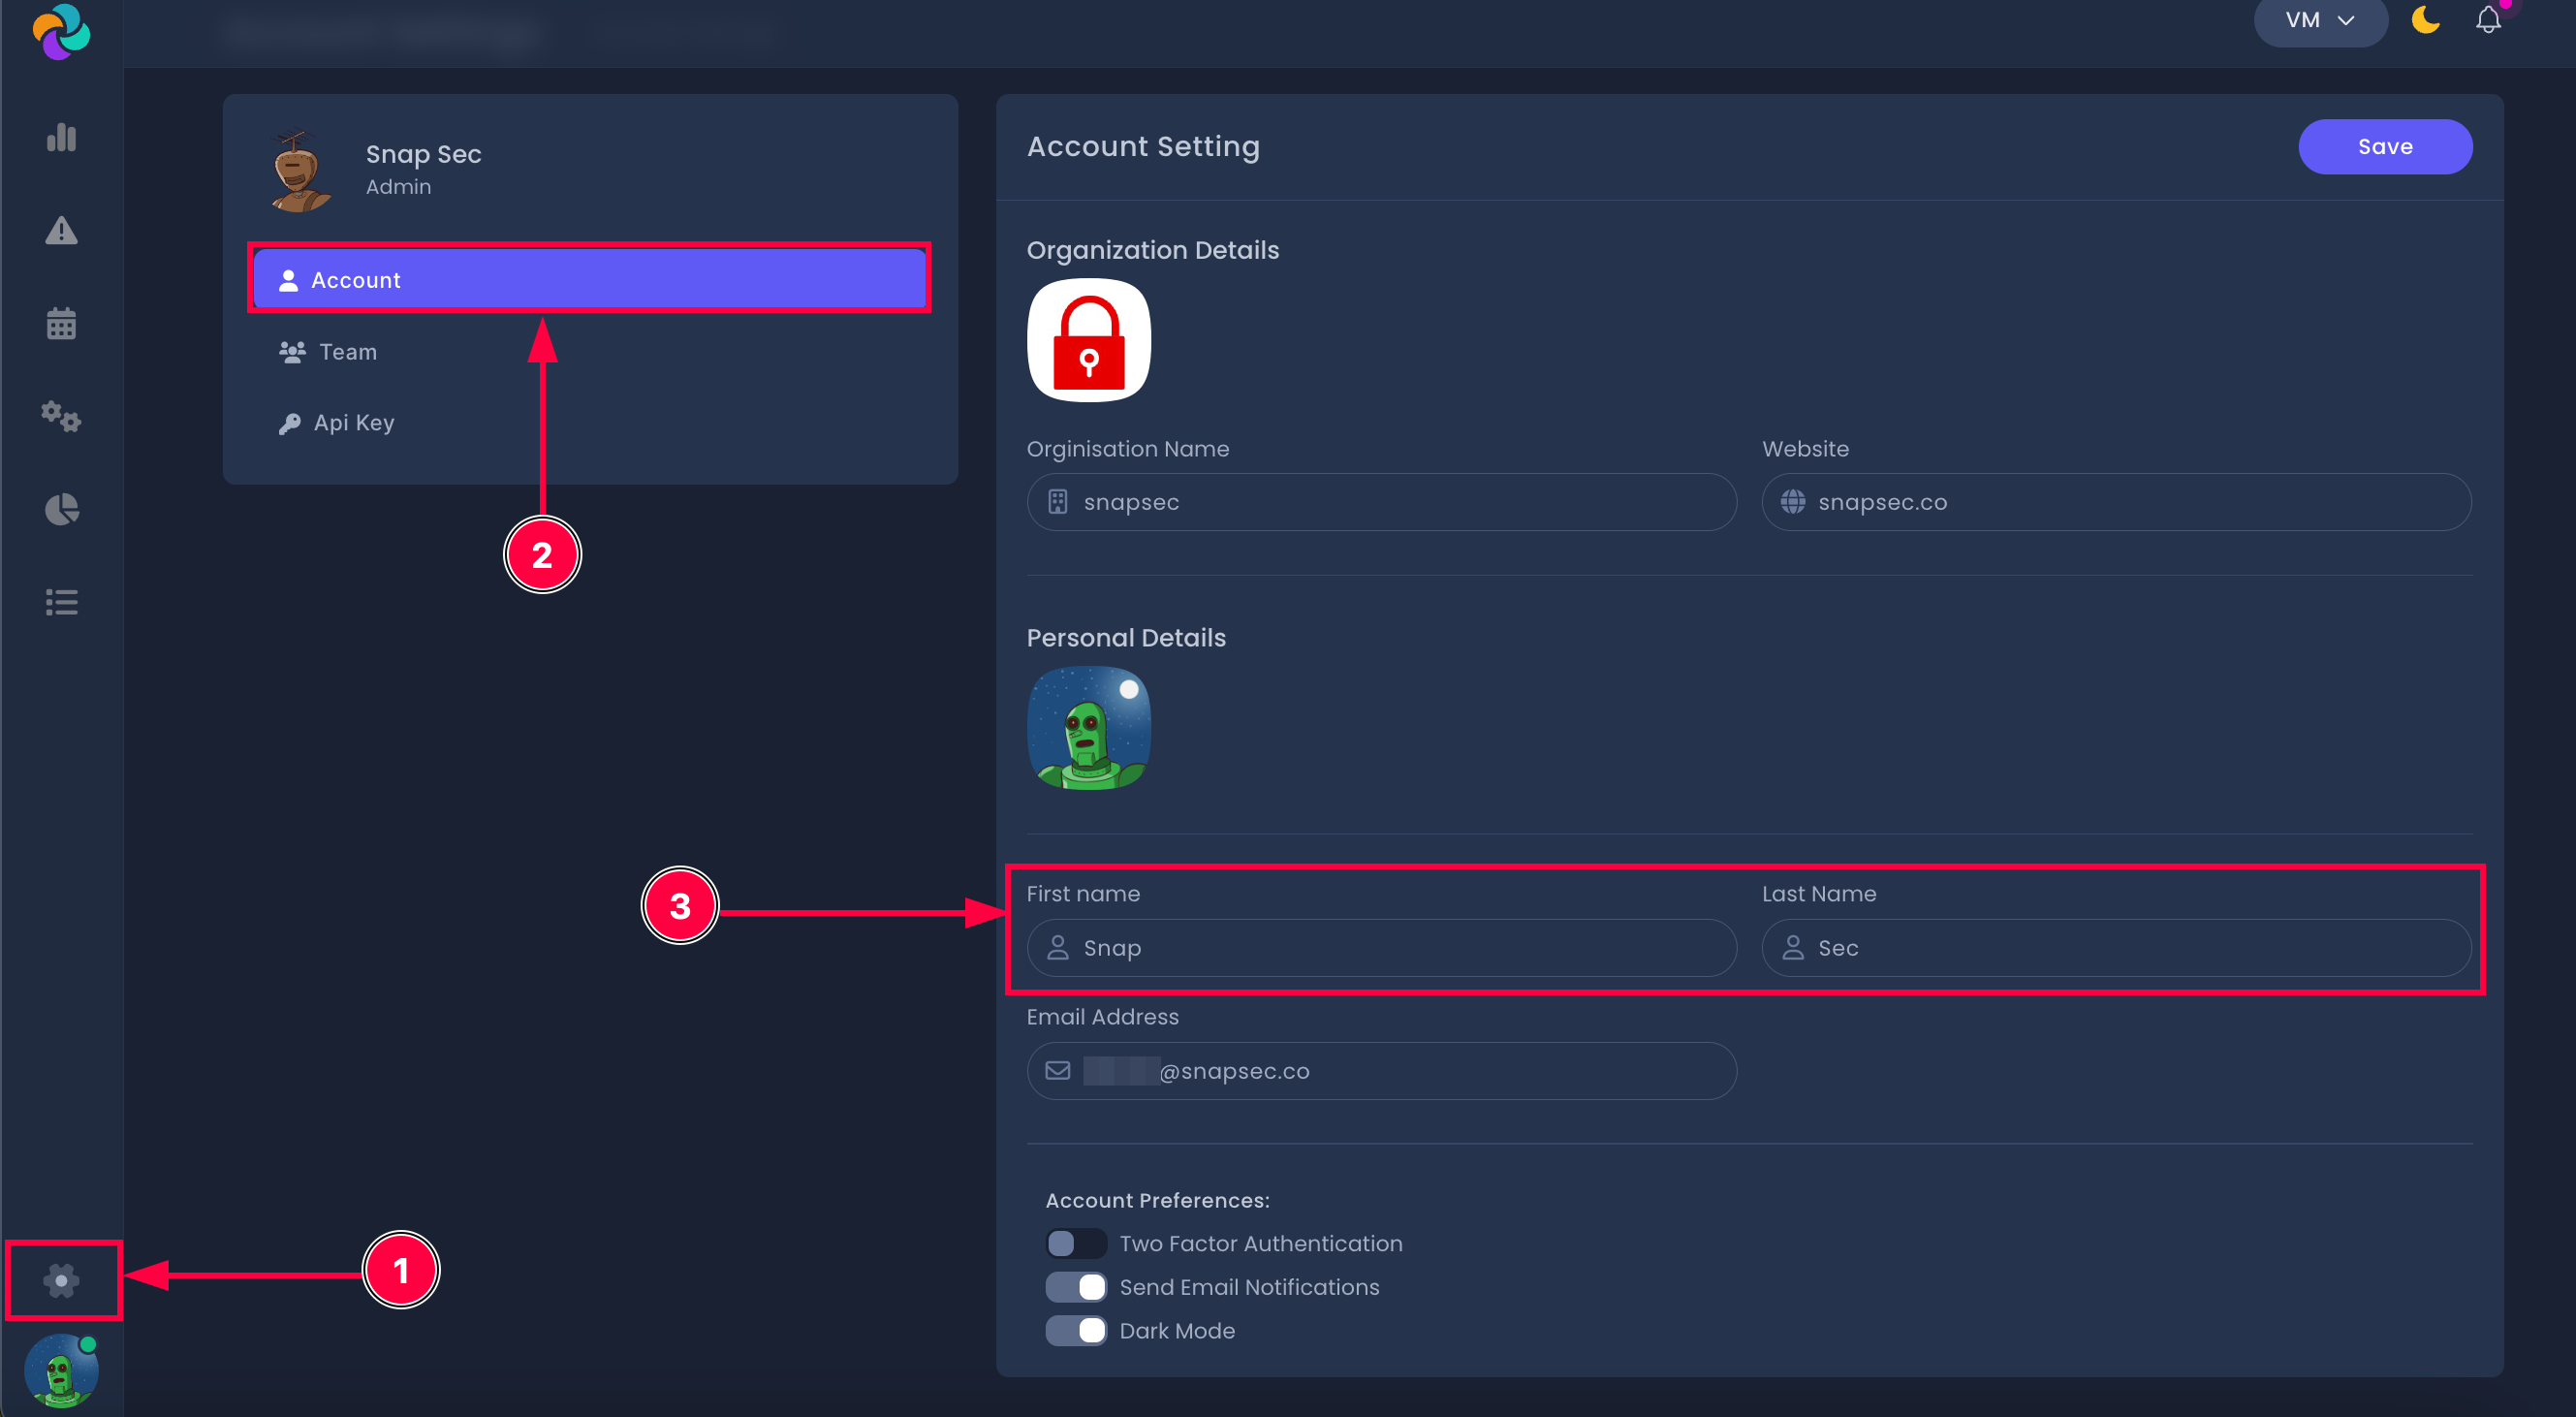 VM
Snap Sec
Admin
Account
Team
Api Key
2
Account Setting
Save
Organization Details
Orginisation Name
Website
snapsec
snapsec.co
Personal Details
3
First name
Last Name
Snap
Sec
Email Address
@snapsec.co
1
Account Preferences:
Two Factor Authentication
Send Email Notifications
Dark Mode